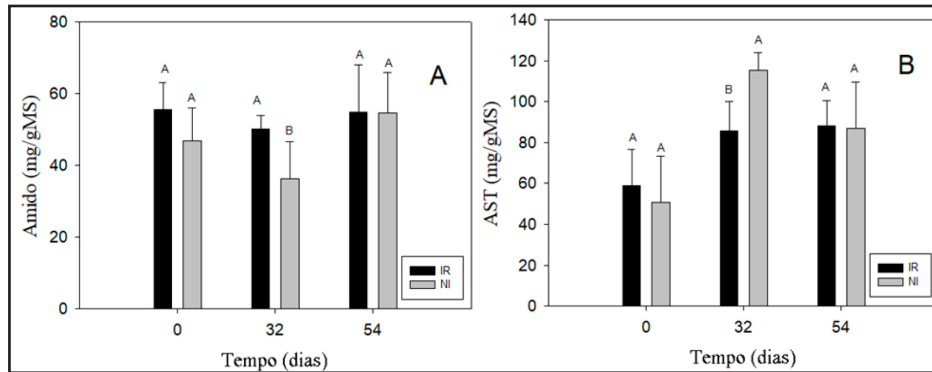 80
60
40
20
0
Amido (mg/gMS)
A
A
A
B
A
A
A
IR
NI
0
32
54
Tempo (dias)
140
120
100
80
60
40
20
0
AST (mg/gMS)
A
A
B
A
A
A
B
IR
NI
0
32
54
Tempo (dias)